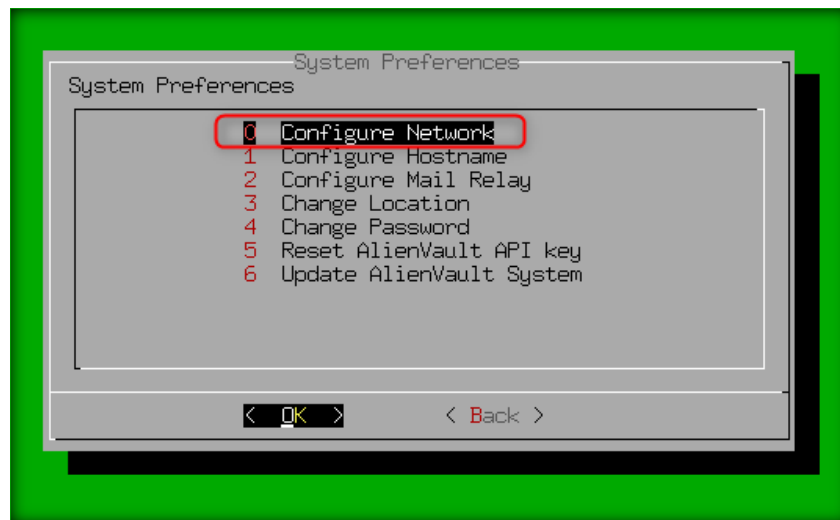 System Preferences
System Preferences
0 Configure Network
1 Configure Hostname
2 Configure Mail Relay
3 Change Location
4 Change Password
5 Reset AlienVault API key
6 Update AlienVault System
< OK > < Back >